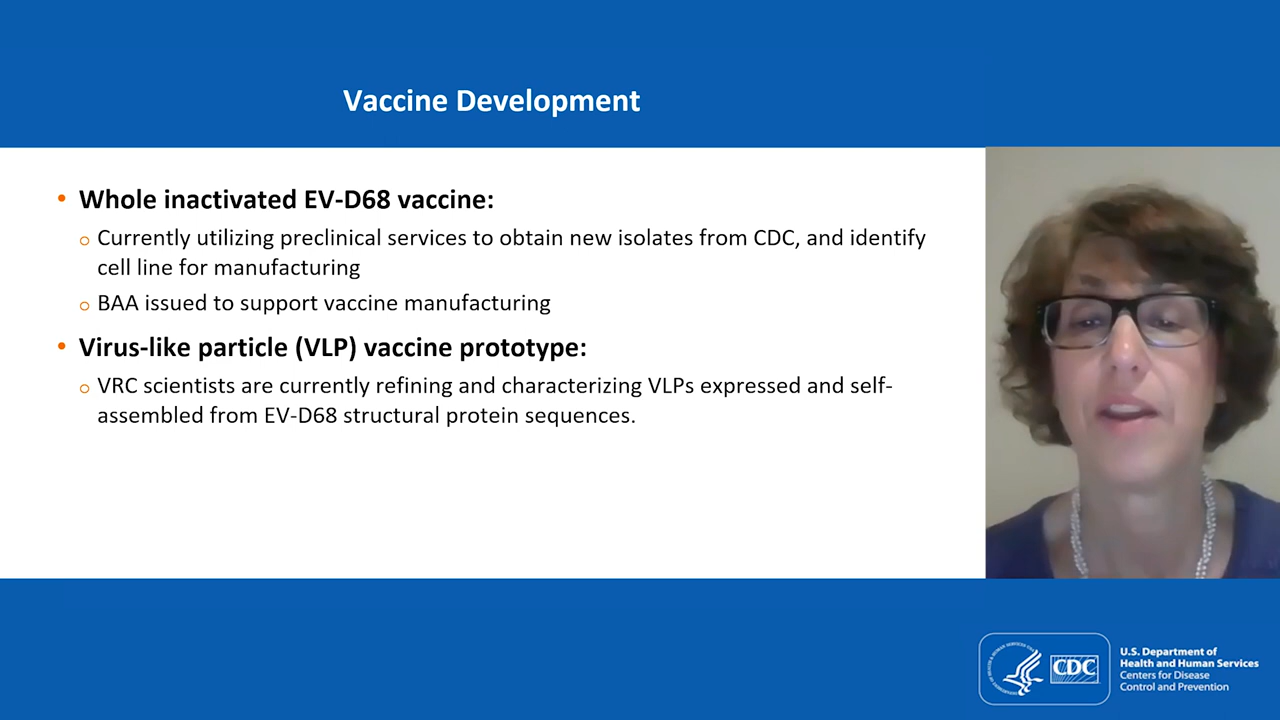 Vaccine Development
• Whole inactivated EV-D68 vaccine:
o Currently utilizing preclinical services to obtain new isolates from CDC, and identify
cell line for manufacturing
o BAA issued to support vaccine manufacturing
• Virus-like particle (VLP) vaccine prototype:
o VRC scientists are currently refining and characterizing VLPs expressed and self-
assembled from EV-D68 structural protein sequences.
CDC
U.S. Department of
Health and Human Services
Centers for Disease
Control and Prevention